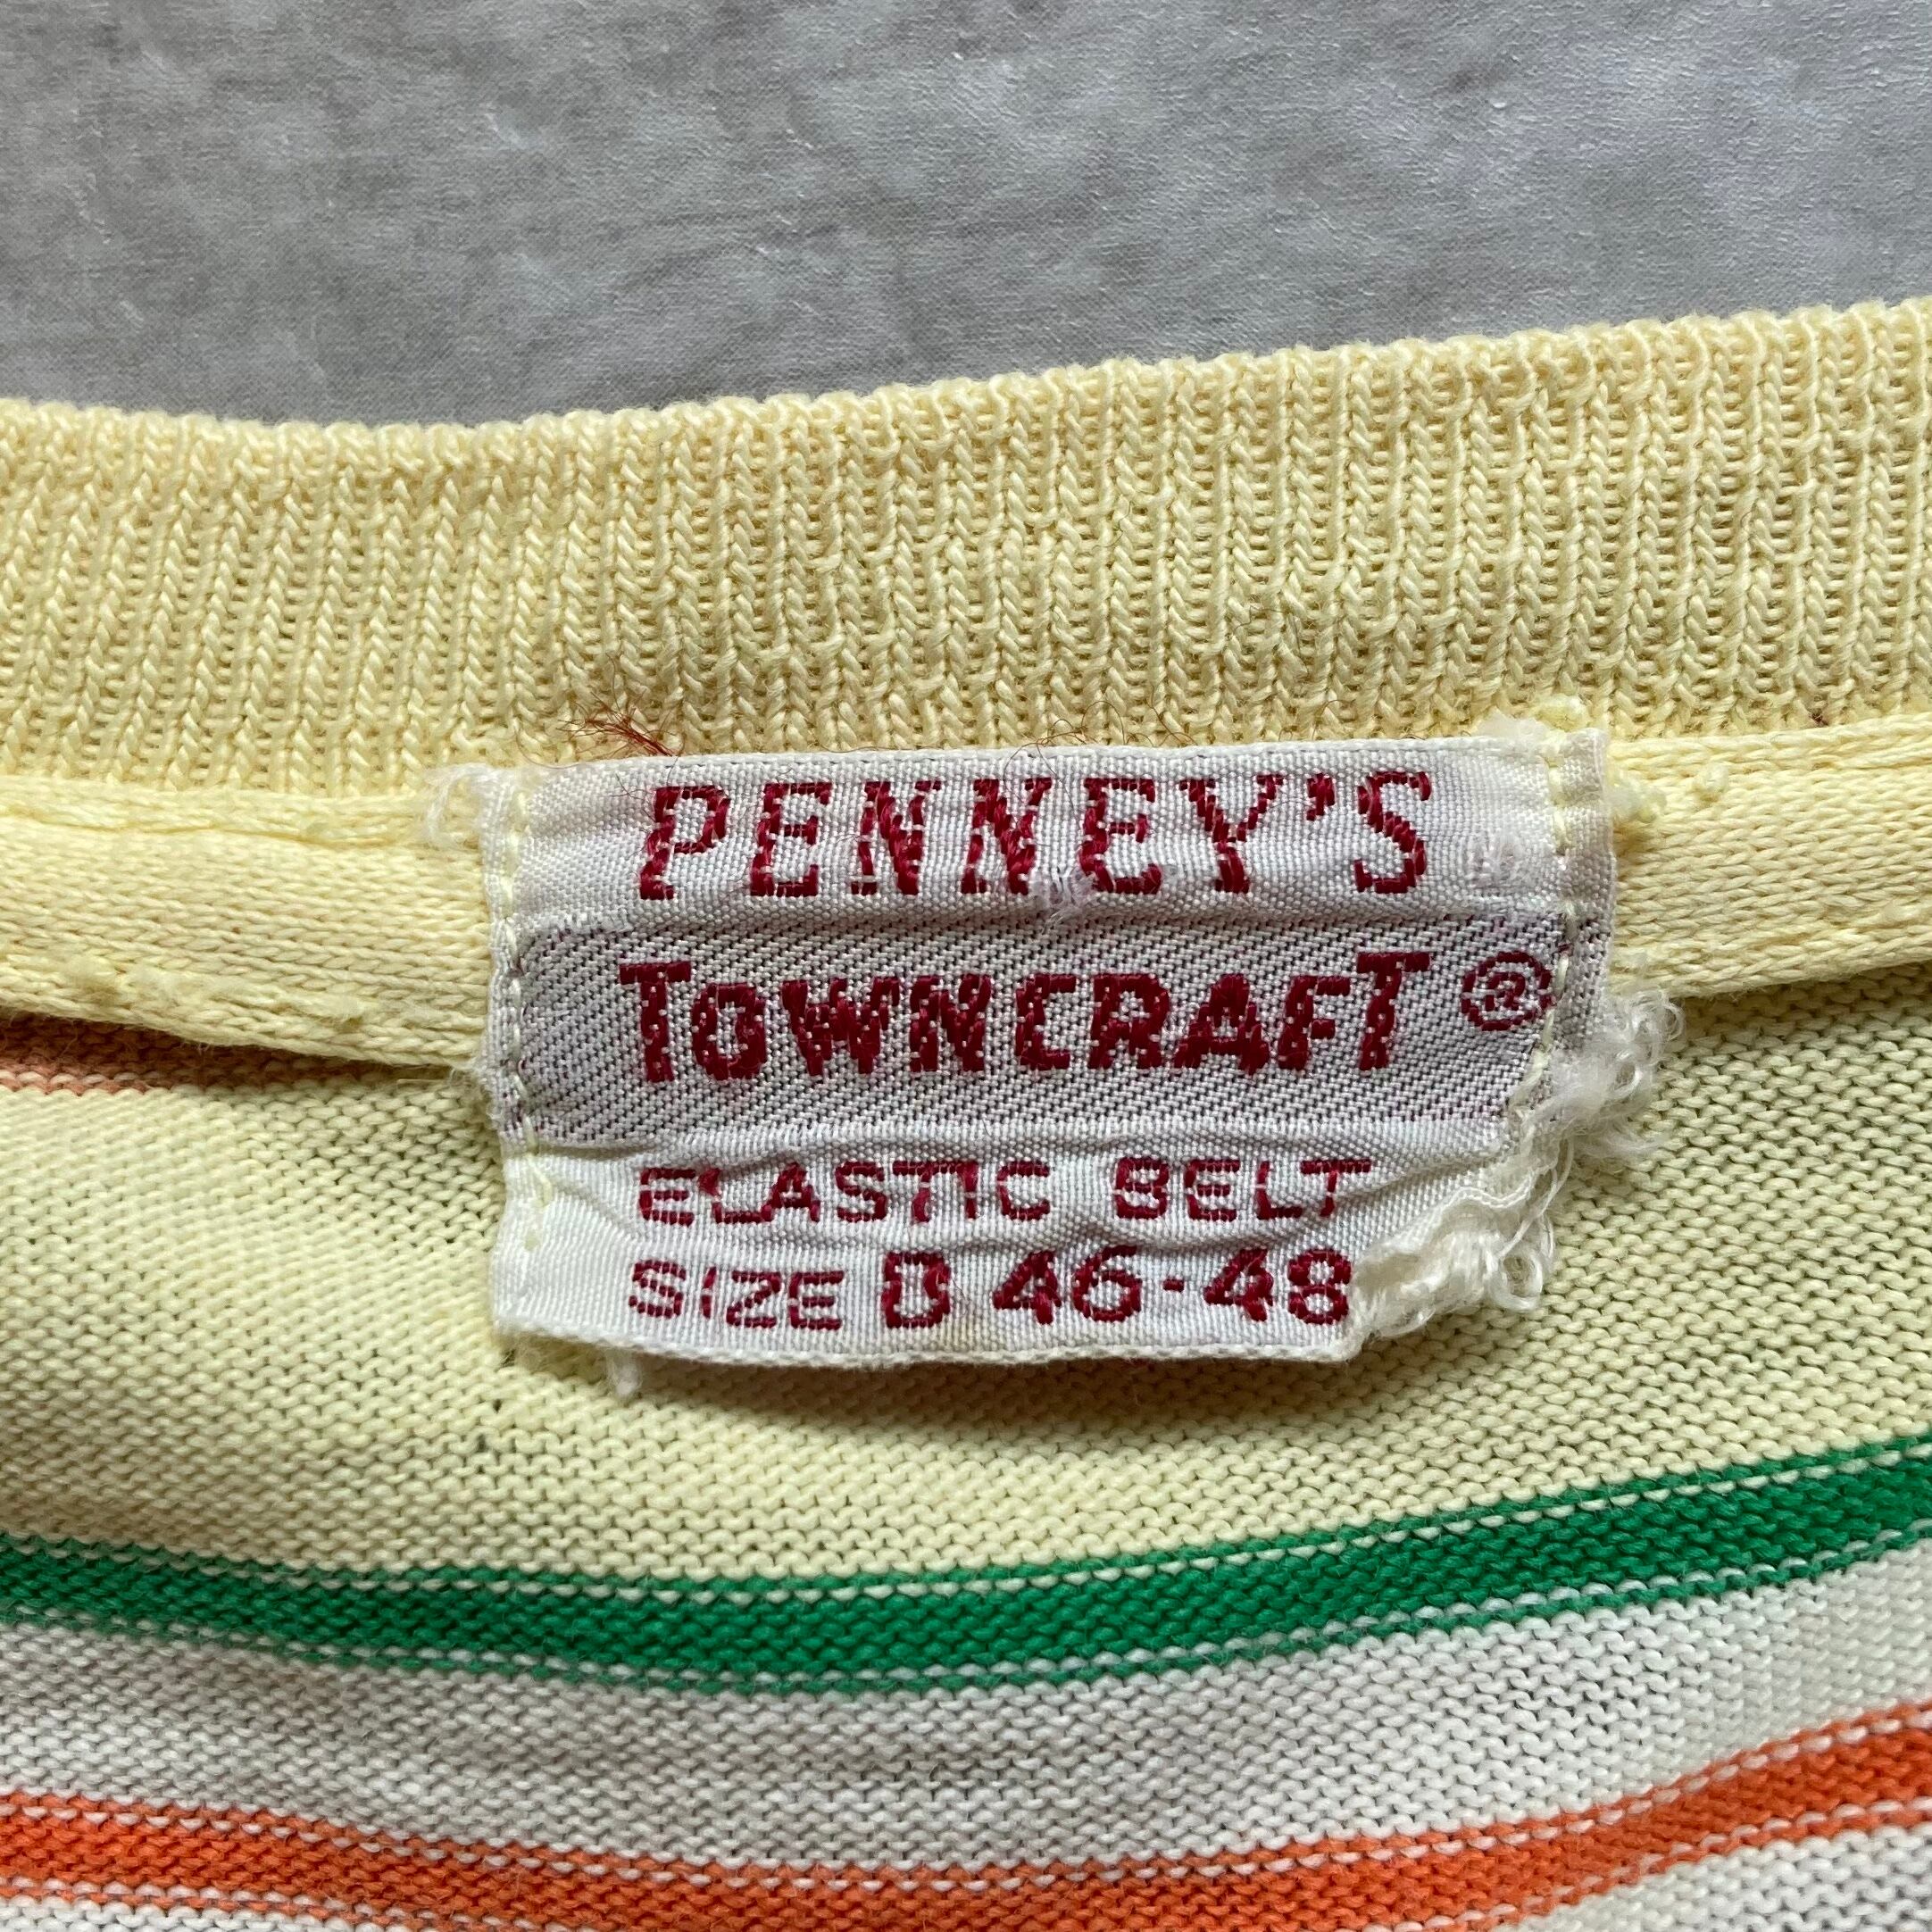 PENNEY'S
TOWNCRAFT ®
ELASTIC BELT
SIZE D 46-48